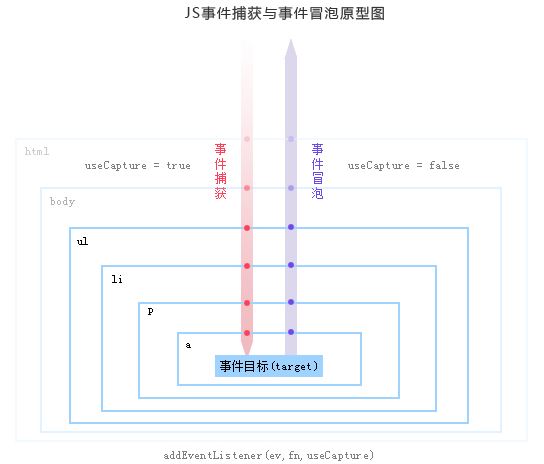 JS事件捕获与事件冒泡原型图
html
useCapture = true
事件捕获
事件冒泡
useCapture = false
body
ul
li
p
a
事件目标(target)
addEventListener(ev,fn,useCapture)